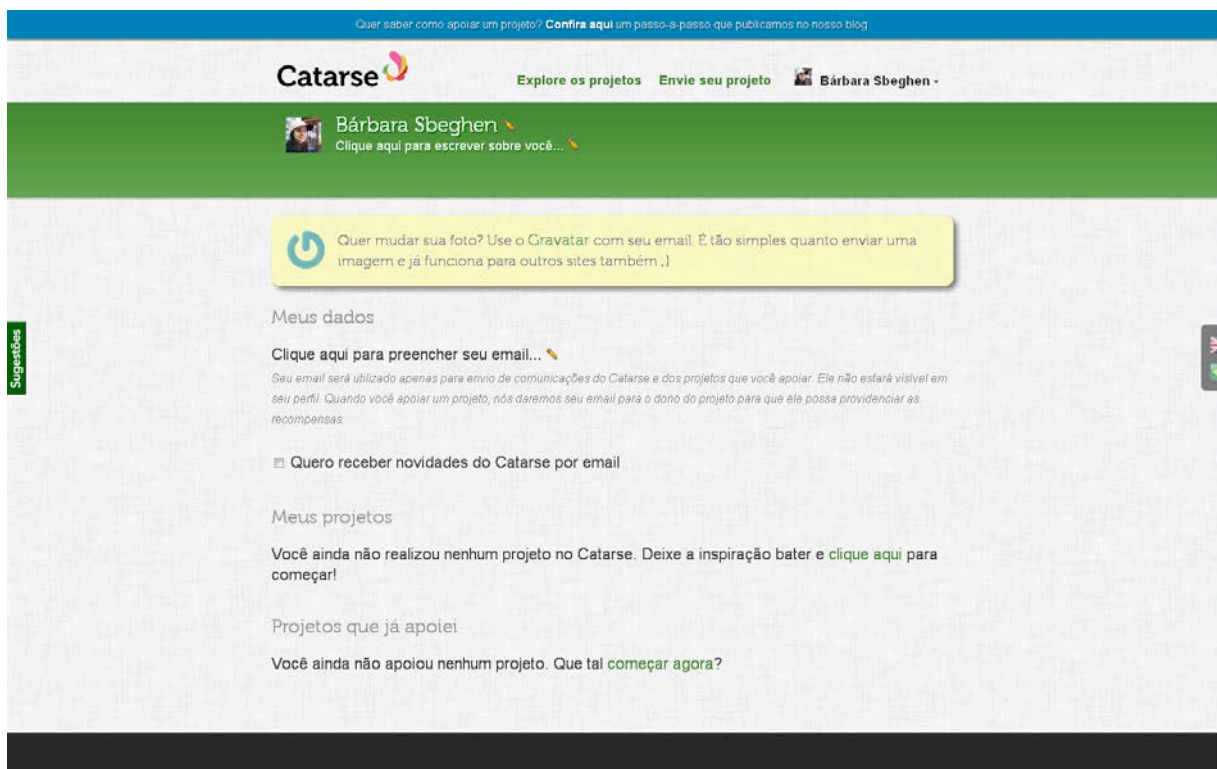 Quer saber como apoiar um projeto? Confira aqui um passo-a-passo que publicamos no nosso blog
Catarse
Explore os projetos Envie seu projeto Bárbara Sbeghen
Bárbara Sbeghen
Clique aqui para escrever sobre você...
Quer mudar sua foto? Use o Gravatar com seu email. É tão simples quanto enviar uma
imagem e já funciona para outros sites também ;)
Sugestões
Meus dados
Clique aqui para preencher seu email...
Seu email será utilizado apenas para envio de comunicações do Catarse e dos projetos que você apoiar. Ele não estará visível em
seu perfil. Quando você apoiar um projeto, nós daremos seu email para o dono do projeto para que ele possa providenciar as
recompensas.
Quero receber novidades do Catarse por email
Meus projetos
Você ainda não realizou nenhum projeto no Catarse. Deixe a inspiração bater e clique aqui para
começar!
Projetos que já apoiei
Você ainda não apoiou nenhum projeto. Que tal começar agora?